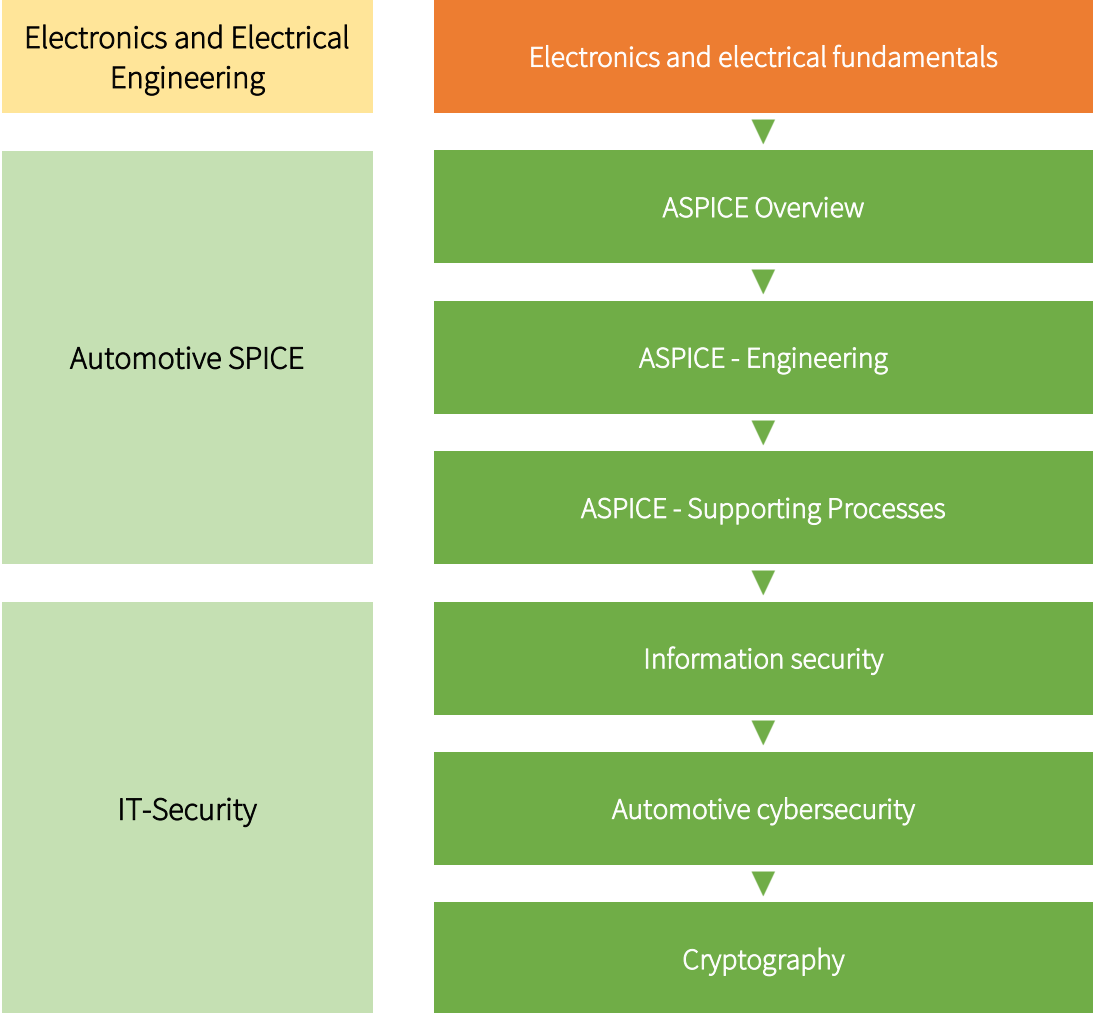 Electronics and Electrical
Engineering
Electronics and electrical fundamentals
Automotive SPICE
ASPICE Overview
ASPICE - Engineering
ASPICE - Supporting Processes
IT-Security
Information security
Automotive cybersecurity
Cryptography